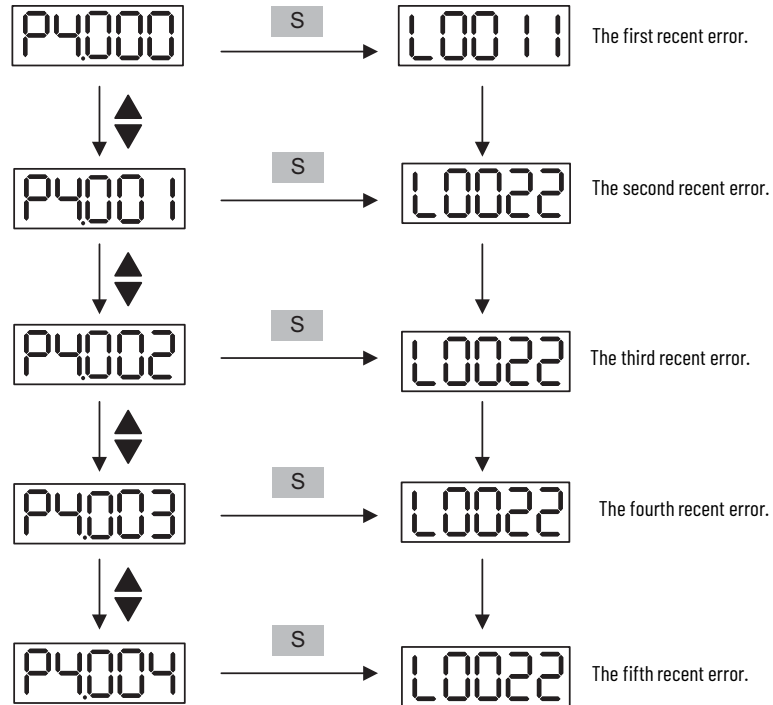 P4.000 S L0011 The first recent error.
P4.001 S L0022 The second recent error.
P4.002 S L0022 The third recent error.
P4.003 S L0022 The fourth recent error.
P4.004 S L0022 The fifth recent error.